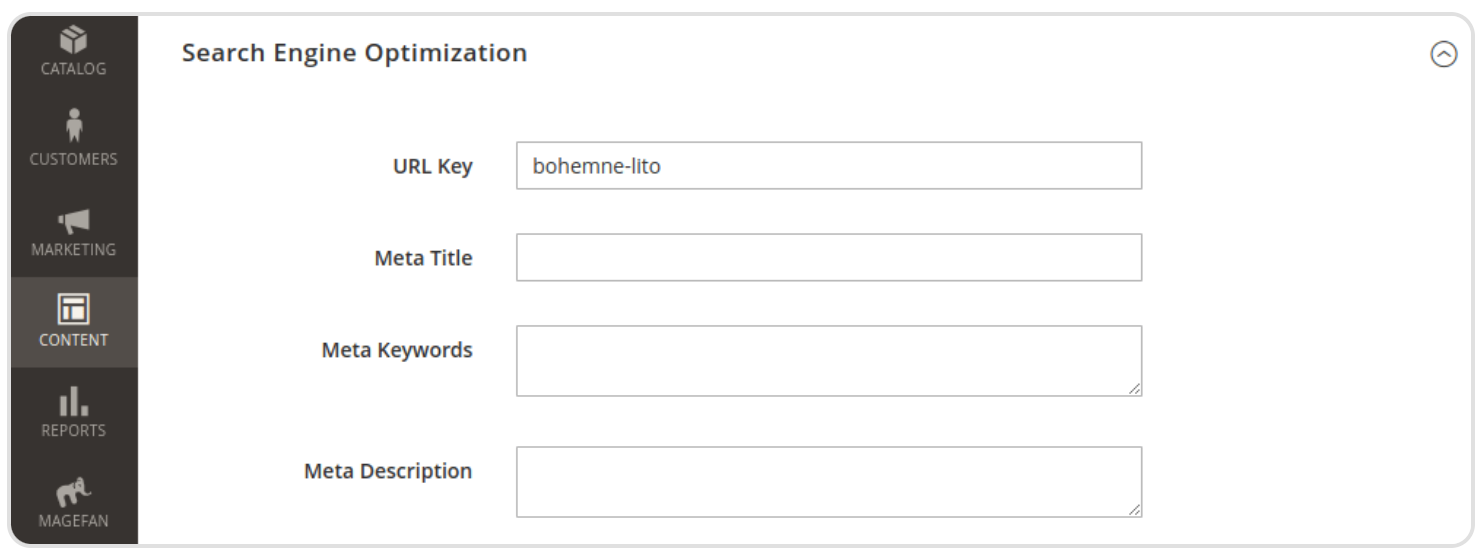 CATALOG
CUSTOMERS
MARKETING
CONTENT
REPORTS
MAGEFAN
Search Engine Optimization
URL Key bohemne-lito
Meta Title
Meta Keywords
Meta Description